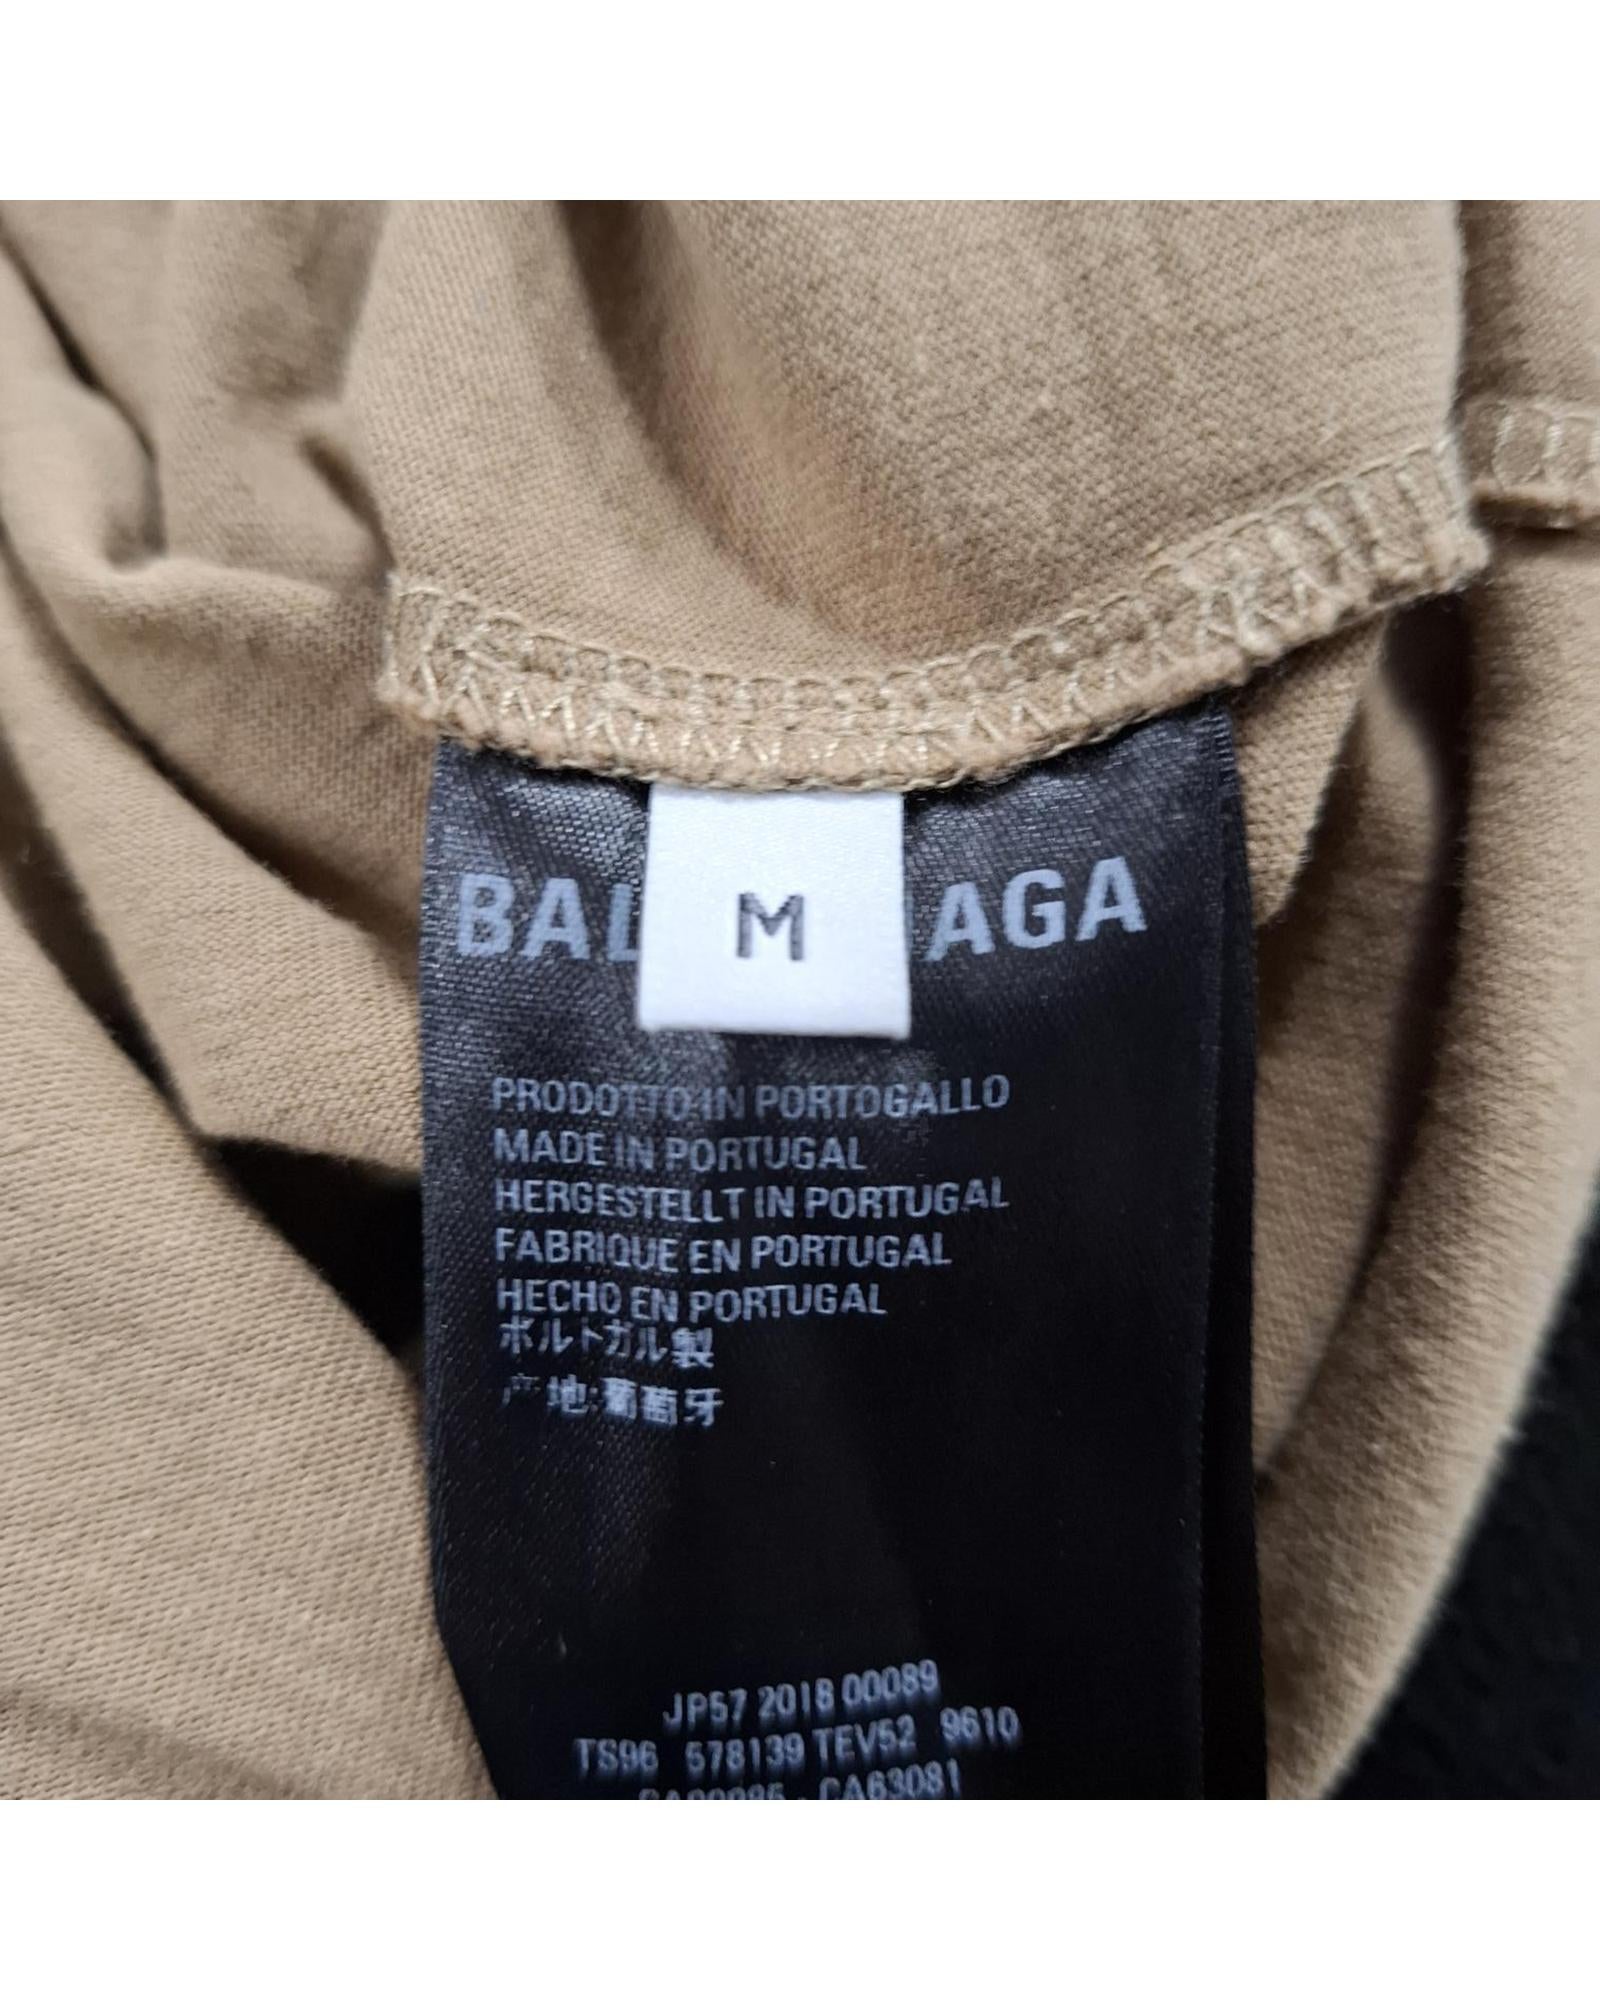 BAL AGA
M
PRODOTTO IN PORTOGALLO
MADE IN PORTUGAL
HERGESTELLT IN PORTUGAL
FABRIQUE EN PORTUGAL
HECHO EN PORTUGAL
ポルトガル製
产地:葡萄牙
JP57 2018 00089
TS96 578139 TEV52 9610
CA63081